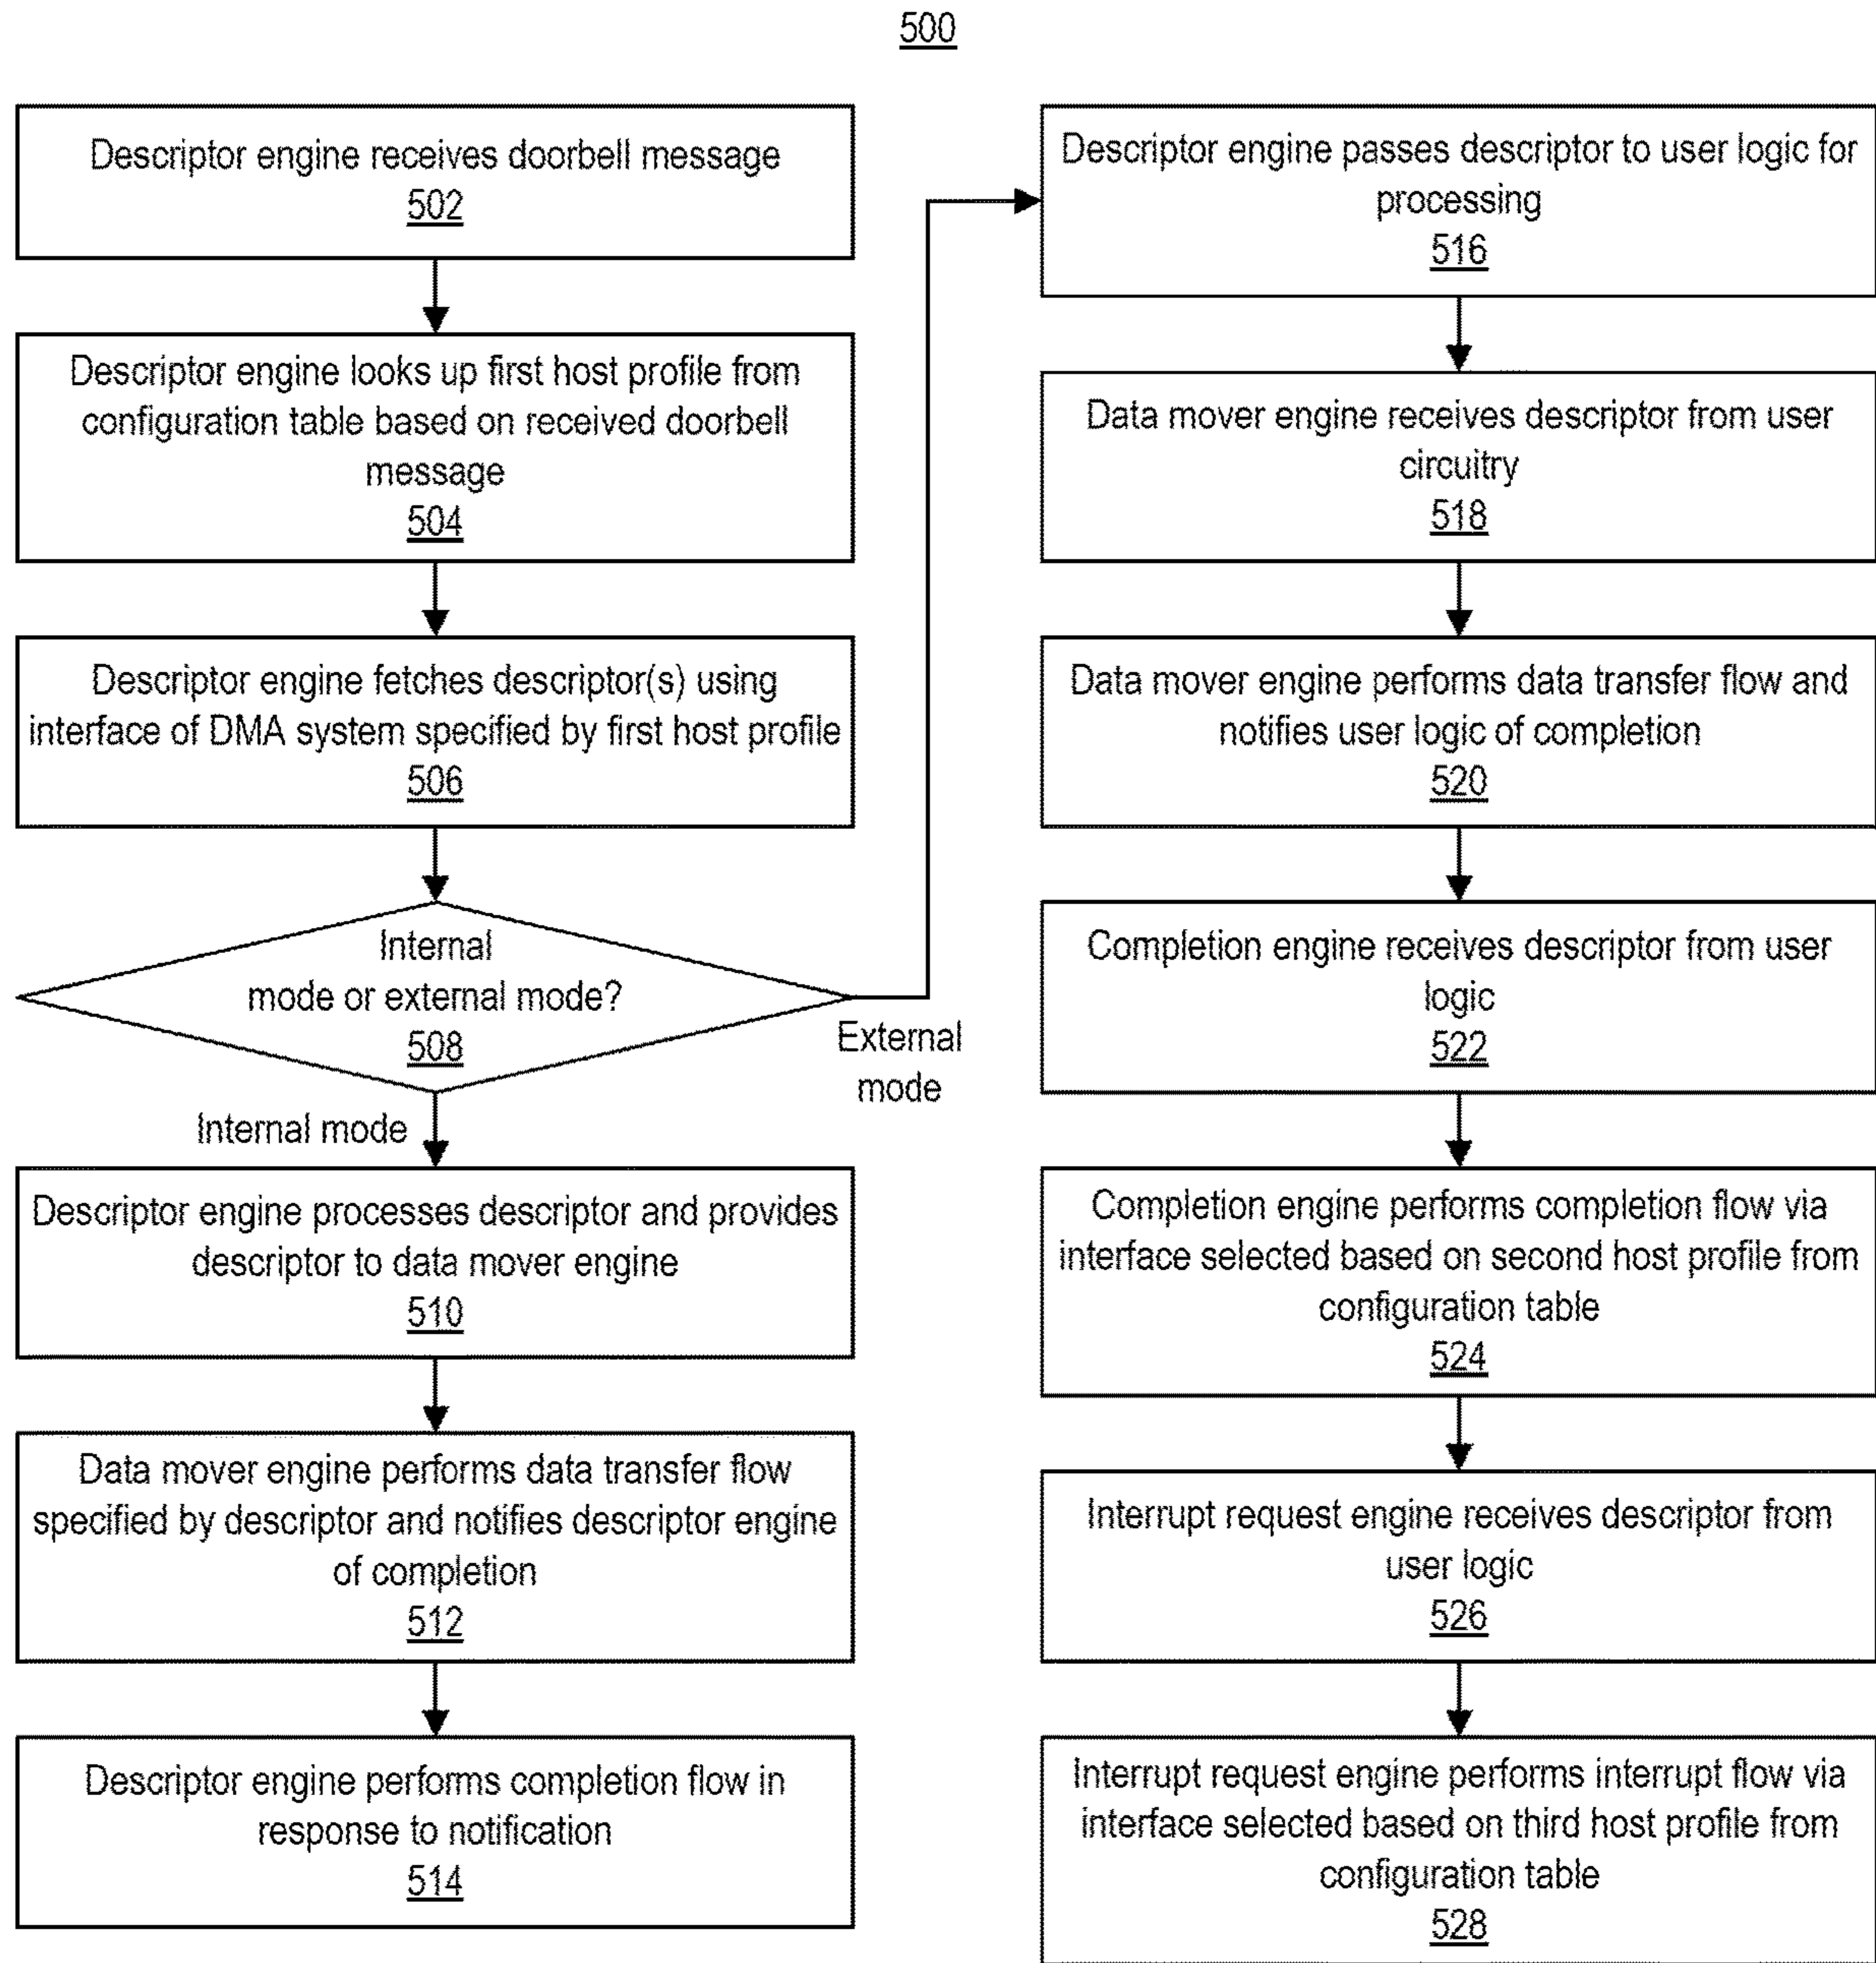 500
Descriptor engine receives doorbell message
502
Descriptor engine looks up first host profile from
configuration table based on received doorbell
message
504
Descriptor engine fetches descriptor(s) using
interface of DMA system specified by first host profile
506
Internal
mode or external mode?
508
External
mode
Internal mode
Descriptor engine processes descriptor and provides
descriptor to data mover engine
510
Data mover engine performs data transfer flow
specified by descriptor and notifies descriptor engine
of completion
512
Descriptor engine performs completion flow in
response to notification
514
Descriptor engine passes descriptor to user logic for
processing
516
Data mover engine receives descriptor from user
circuitry
518
Data mover engine performs data transfer flow and
notifies user logic of completion
520
Completion engine receives descriptor from user
logic
522
Completion engine performs completion flow via
interface selected based on second host profile from
configuration table
524
Interrupt request engine receives descriptor from
user logic
526
Interrupt request engine performs interrupt flow via
interface selected based on third host profile from
configuration table
528